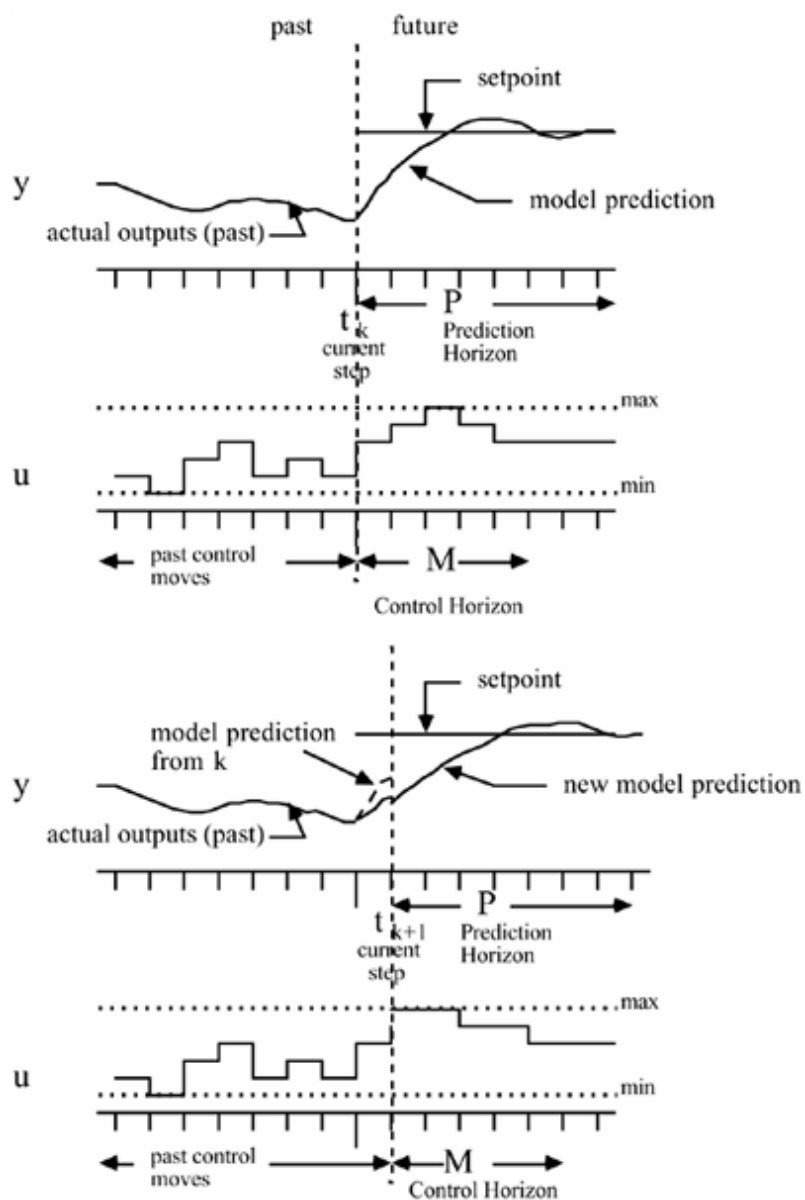 past future
setpoint
y
model prediction
actual outputs (past)
t k
current
step
P
Prediction
Horizon
max
u
min
past control
moves
M
Control Horizon
setpoint
model prediction
from k
y
new model prediction
actual outputs (past)
t k+1
current
step
P
Prediction
Horizon
max
u
min
past control
moves
M
Control Horizon